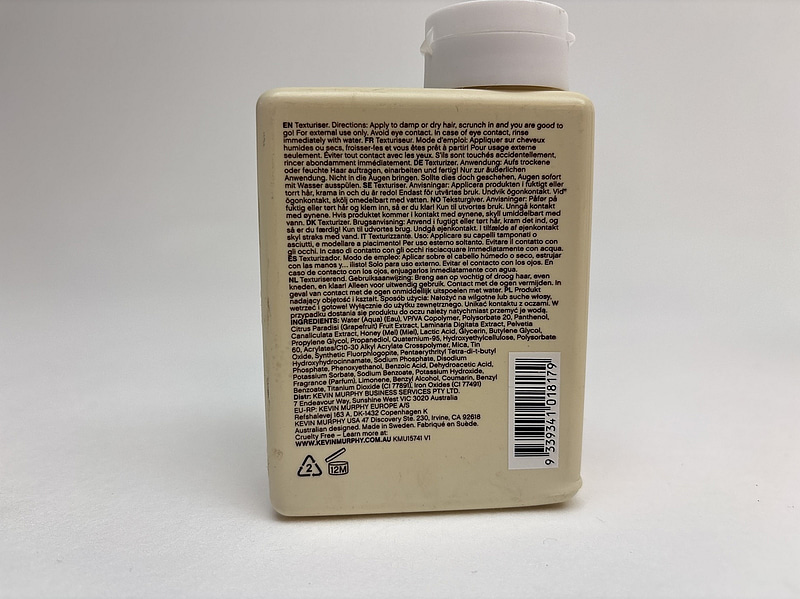 EN Texturiser. Directions: Apply to damp or dry hair, scrunch in and you are good to
go! For external use only. Avoid eye contact. In case of eye contact, rinse
immediately with water. FR Texturiseur. Mode d'emploi: Appliquer sur cheveux
humides ou secs, froisser-les et vous êtes prêt à partir! Pour usage externe
seulement. Éviter tout contact avec les yeux. S'ils sont touchés accidentellement,
rincer abondamment immédiatement. DE Texturizer. Anwendung: Aufs trockene
oder feuchte Haar auftragen, einarbeiten und fertig! Nur zur äußerlichen
Anwendung. Nicht in die Augen bringen. Sollte dies doch geschehen, Augen sofort
mit Wasser ausspülen. SE Texturiser. Anvisningar: Applicera produkten i fuktigt eller
torrt hår, krama in och du är redo! Endast för utvärtes bruk. Undvik ögonkontakt. Vid
ögonkontakt, skölj omedelbart med vatten. NO Teksturgiver. Anvisninger: Påfør på
fuktig eller tørt hår og klem inn, så er du klar! Kun til utvortes bruk. Unngå kontakt
med øynene. Hvis produktet kommer i kontakt med øynene, skyll umiddelbart med
vann. DK Texturizer. Brugsanvisning: Anvend i fugtigt eller tørt hår, kram det ind, og
så er du færdig! Kun til udvortes brug. Undgå øjenkontakt. I tilfælde af øjenkontakt
skyl straks med vand. IT Texturizzante. Uso: Applicare su capelli tamponati o
asciutti, e modellare a piacimento! Per uso esterno soltanto. Evitare il contatto con
gli occhi. In caso di contatto con gli occhi risciacquare immediatamente con acqua.
ES Texturizador. Modo de empleo: Aplicar sobre el cabello húmedo o seco, estrujar
con las manos y... ¡listo! Solo para uso externo. Evitar el contacto con los ojos. En
caso de contacto con los ojos, enjuagarlos inmediatamente con agua.
NL Texturiserend. Gebruiksaanwijzing: Breng aan op vochtig of droog haar, even
kneden, en klaar! Alleen voor uitwendig gebruik. Contact met de ogen vermijden. In
geval van contact met de ogen onmiddellijk uitspoelen met water. PL Produkt
nadający objętość i kształt. Sposób użycia: Nałożyć na wilgotne lub suche włosy,
wetrzeć i gotowe! Wyłącznie do użytku zewnętrznego. Unikać kontaktu z oczami. W
przypadku dostania się produktu do oczu należy natychmiast przemyć je wodą.
INGREDIENTS: Water (Aqua) (Eau), VP/VA Copolymer, Polysorbate 20, Panthenol,
Citrus Paradisi (Grapefruit) Fruit Extract, Laminaria Digitata Extract, Pelvetia
Canaliculata Extract, Honey (Mel) (Miel), Lactic Acid, Glycerin, Butylene Glycol,
Propylene Glycol, Propanediol, Quaternium-95, Hydroxyethylcellulose, Polysorbate
60, Acrylates/C10-30 Alkyl Acrylate Crosspolymer, Mica, Tin
Oxide, Synthetic Fluorphlogopite, Pentaerythrityl Tetra-di-t-butyl
Hydroxyhydrocinnamate, Sodium Phosphate, Disodium
Phosphate, Phenoxyethanol, Benzoic Acid, Dehydroacetic Acid,
Potassium Sorbate, Sodium Benzoate, Potassium Hydroxide,
Fragrance (Parfum), Limonene, Benzyl Alcohol, Coumarin, Benzyl
Benzoate, Titanium Dioxide (CI 77891), Iron Oxides (CI 77491)
Distr: KEVIN MURPHY BUSINESS SERVICES PTY LTD.
7 Endeavour Way, Sunshine West VIC 3020 Australia
EU-RP: KEVIN MURPHY EUROPE A/S
Refshalevej 163 A, DK-1432 Copenhagen K
KEVIN MURPHY USA 47 Discovery Ste. 230, Irvine, CA 92618
Australian designed. Made in Sweden. Fabriqué en Suède.
Cruelty Free – Learn more at:
WWW.KEVINMURPHY.COM.AU KMU15741 V1
2
12M
9 339341 018179